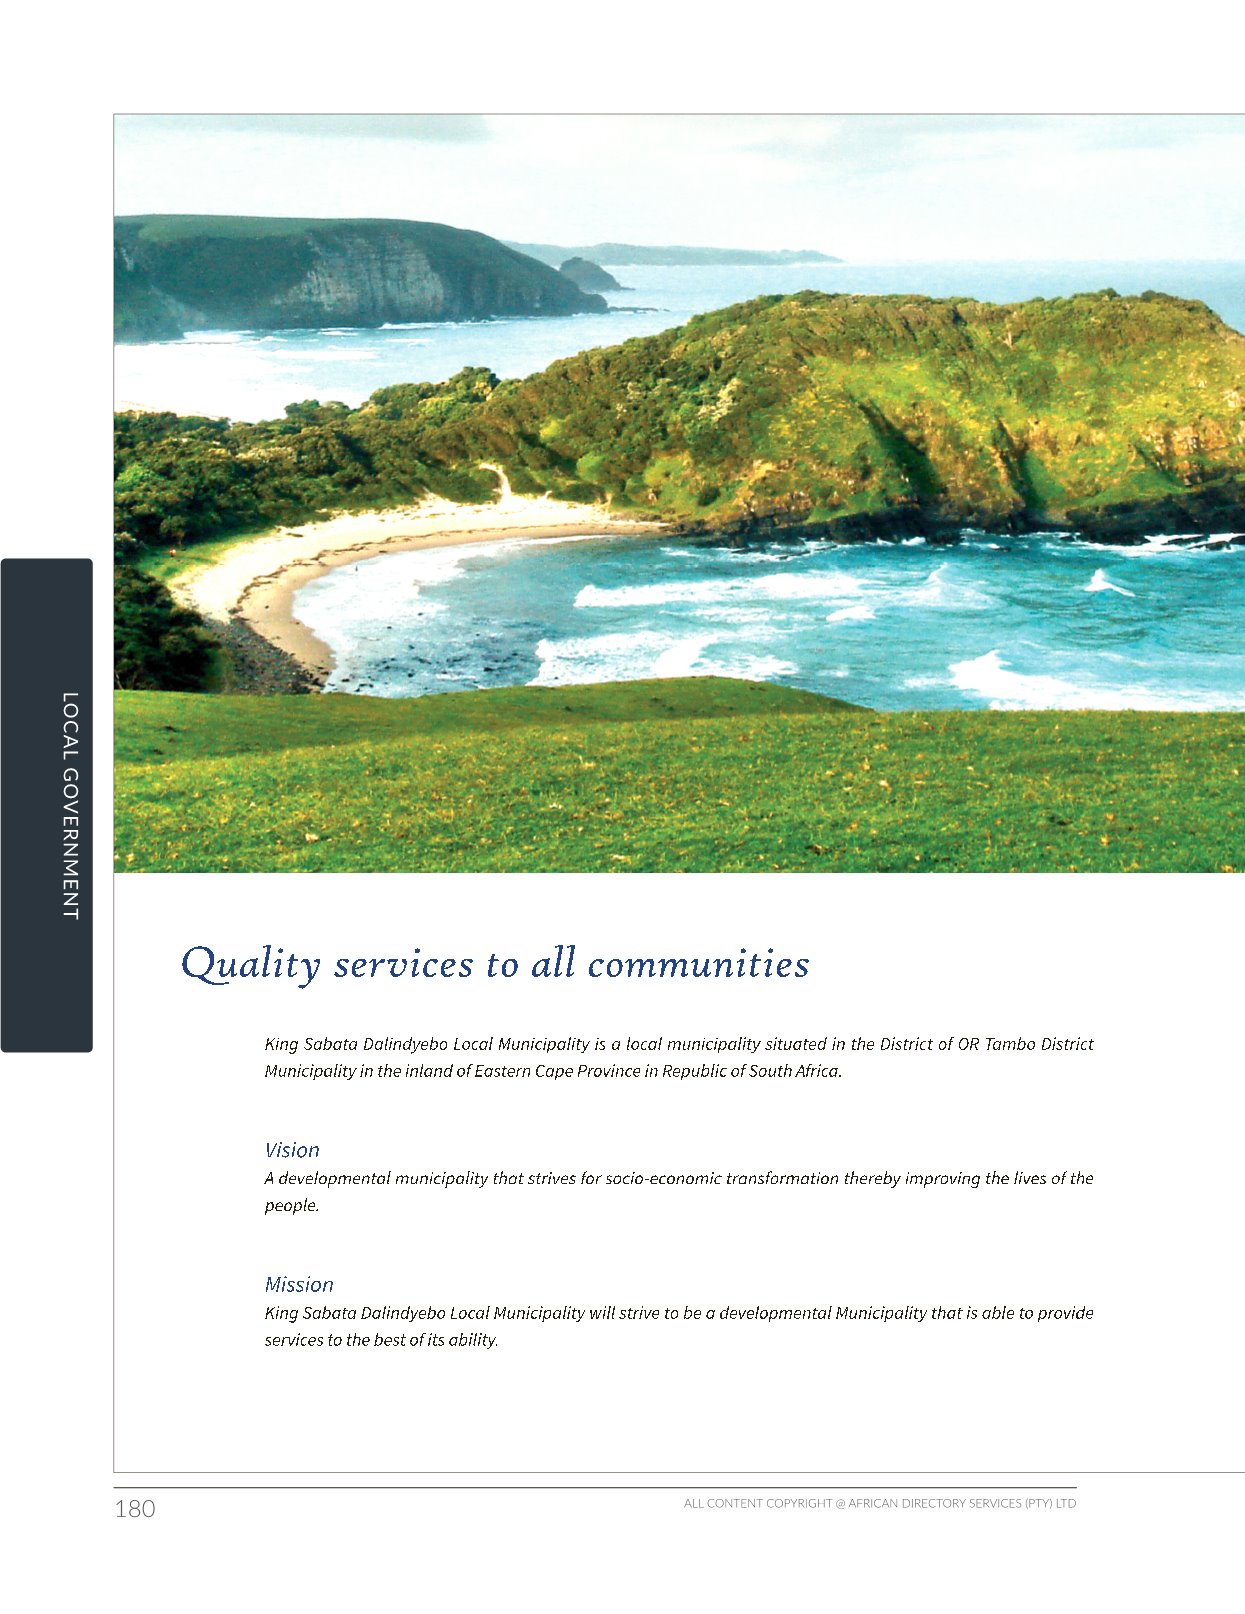 LOCAL GOVERNMENT
Quality services to all communities
King Sabata Dalindyebo Local Municipality is a local municipality situated in the District of OR Tambo District
Municipality in the inland of Eastern Cape Province in Republic of South Africa.
Vision
A developmental municipality that strives for socio-economic transformation thereby improving the lives of the
people.
Mission
King Sabata Dalindyebo Local Municipality will strive to be a developmental Municipality that is able to provide
services to the best of its ability.
180
ALL CONTENT COPYRIGHT @ AFRICAN DIRECTORY SERVICES (PTY) LTD